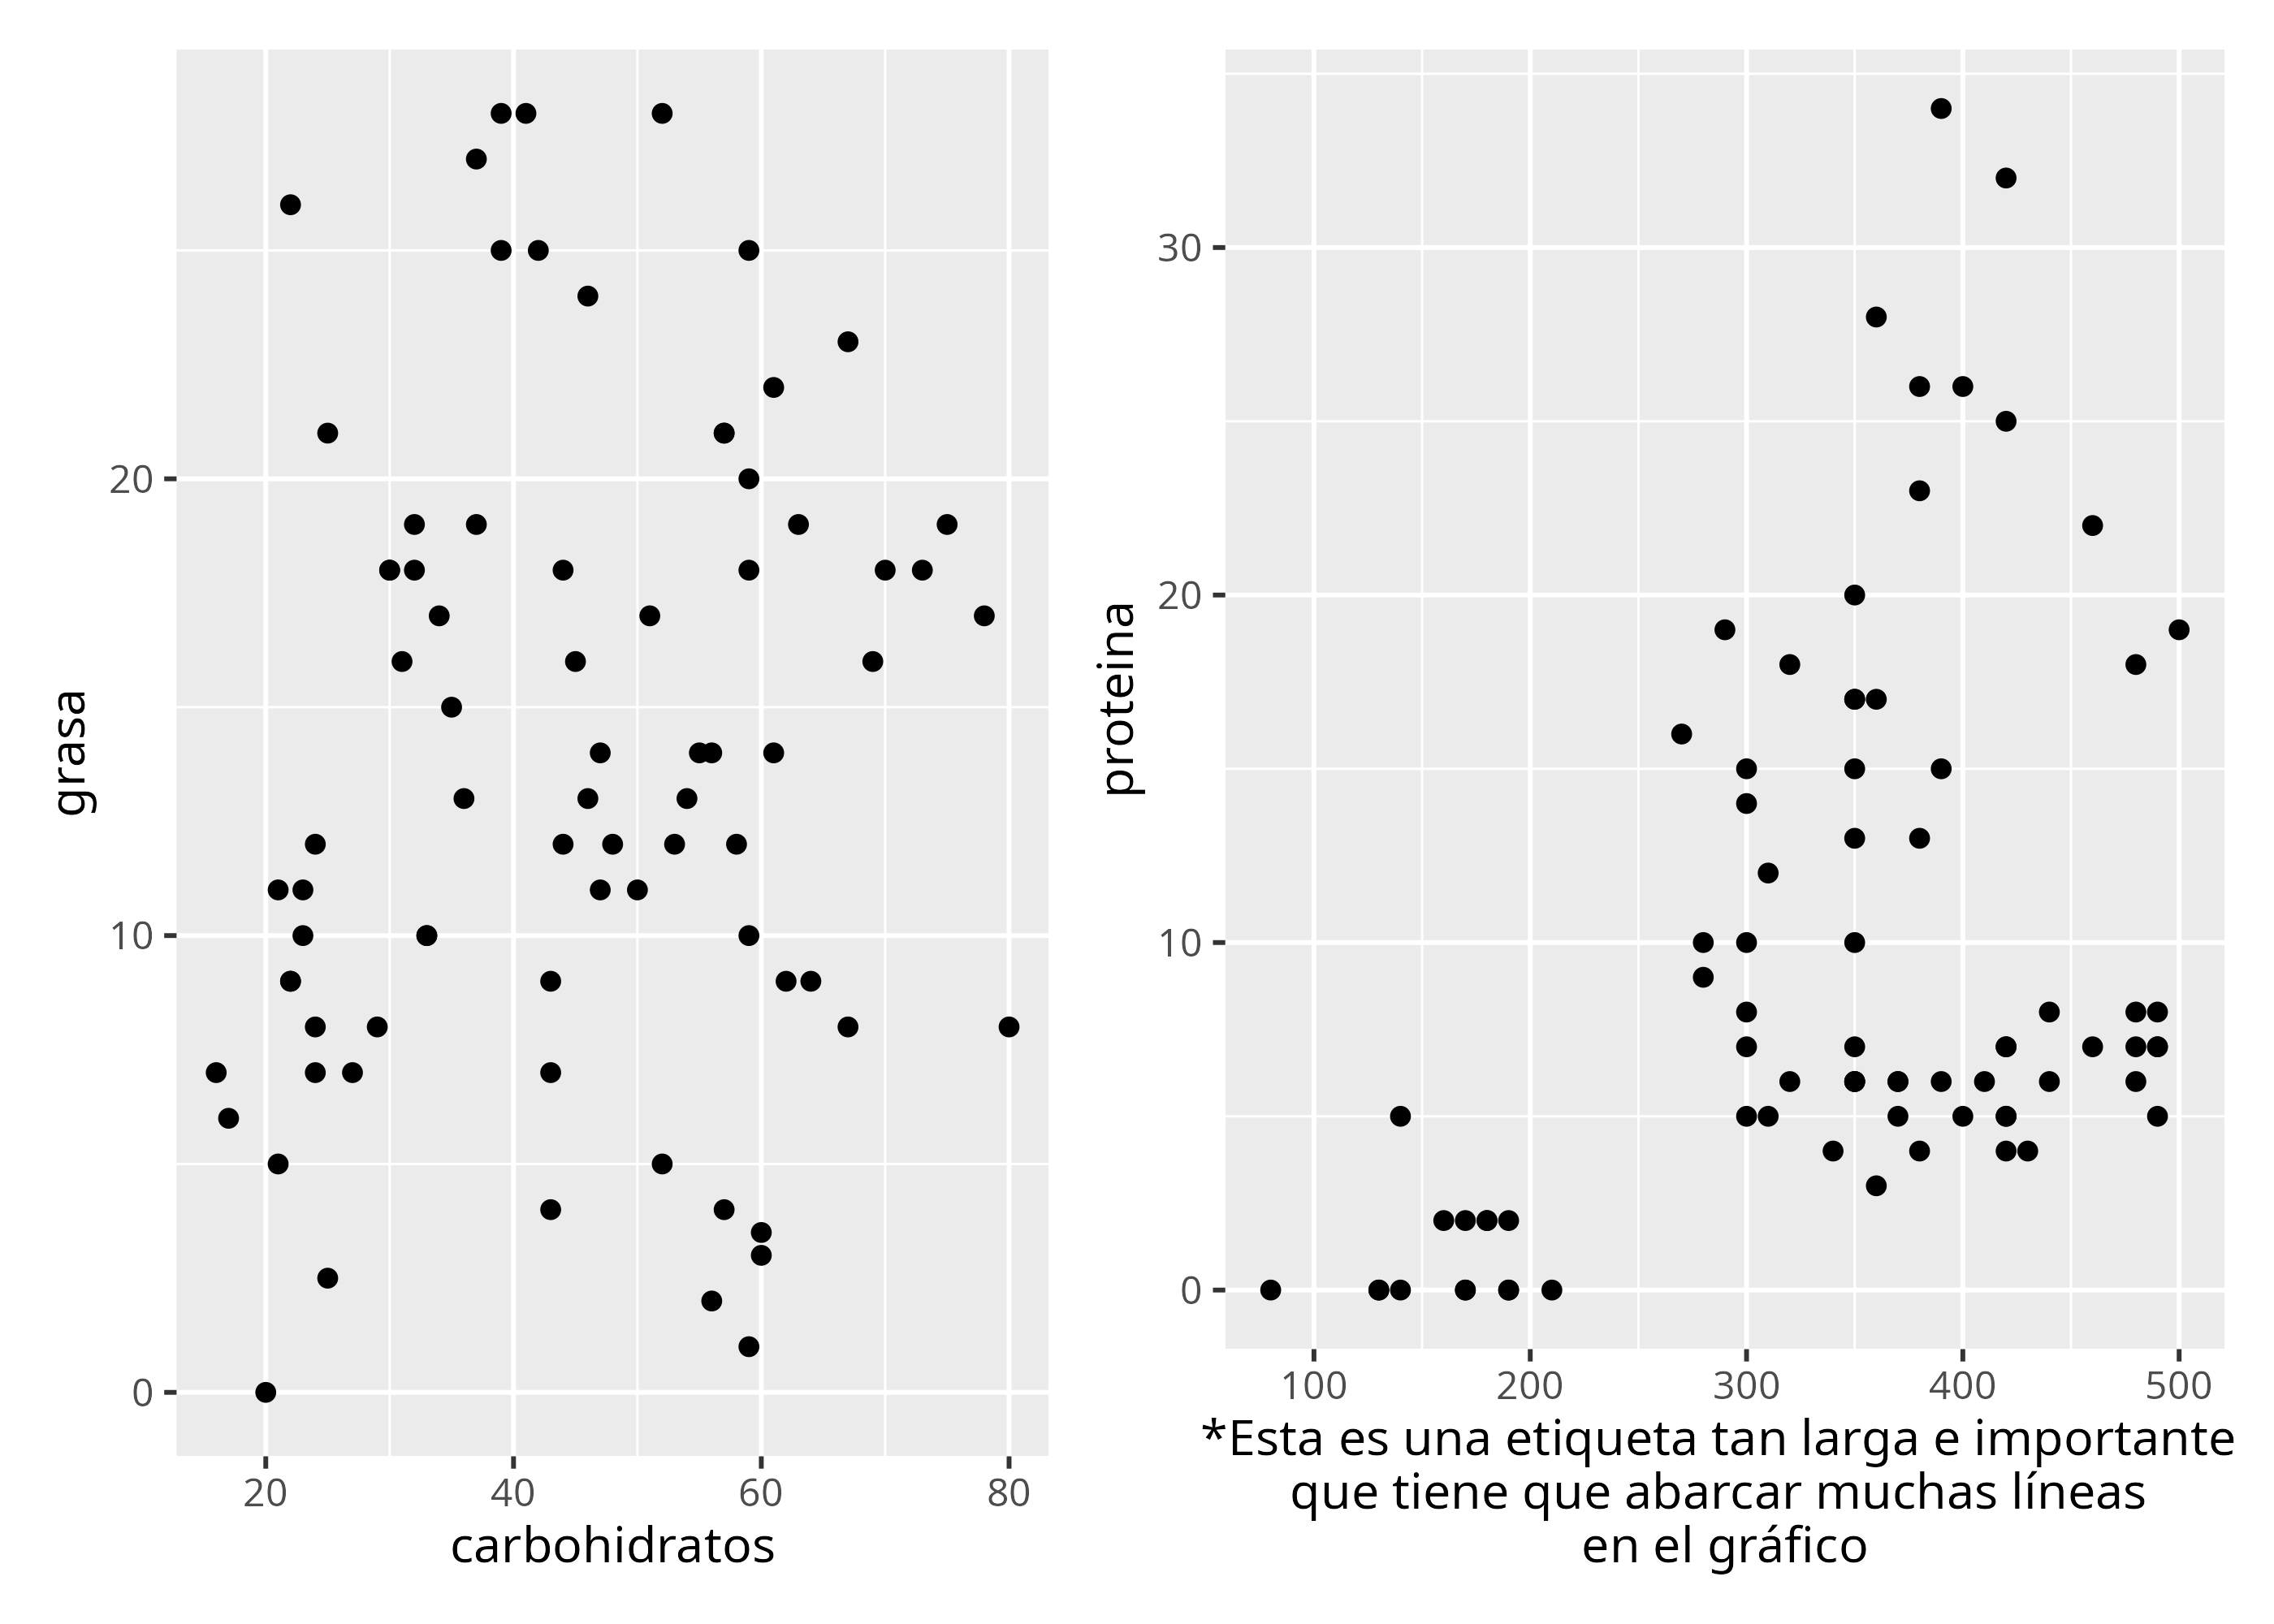 grasa
20
10
0
20 40 60 80
carbohidratos
proteina
30
20
10
0
100 200 300 400 500
*Esta es una etiqueta tan larga e importante
que tiene que abarcar muchas líneas
en el gráfico